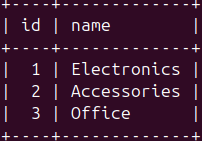 +----+-------------+
| id | name        |
+----+-------------+
|  1 | Electronics |
|  2 | Accessories |
|  3 | Office      |
+----+-------------+